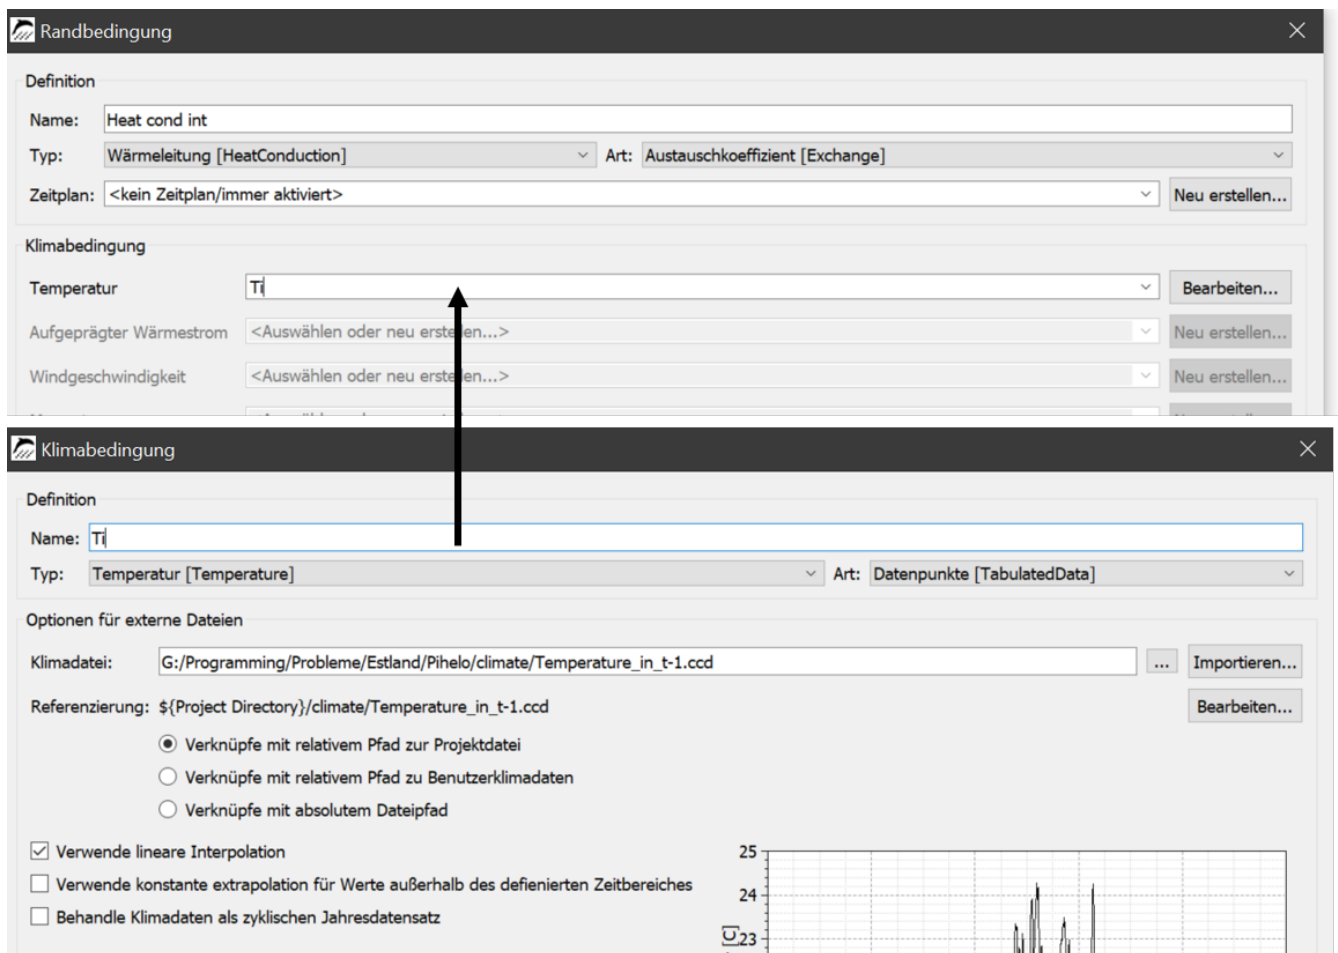 Randbedingung
Definition
Name: Heat cond int
Typ: Wärmeleitung [HeatConduction] Art: Austauschkoeffizient [Exchange]
Zeitplan: <kein Zeitplan/immer aktiviert> Neu erstellen...
Klimabedingung
Temperatur Ti Bearbeiten...
Aufgeprägter Wärmestrom <Auswählen oder neu erstellen...> Neu erstellen...
Windgeschwindigkeit <Auswählen oder neu erstellen...> Neu erstellen...
Klimabedingung
Definition
Name: Ti
Typ: Temperatur [Temperature] Art: Datenpunkte [TabulatedData]
Optionen für externe Dateien
Klimadatei: G:/Programming/Probleme/Estland/Pihelo/climate/Temperature_in_t-1.ccd ... Importieren...
Referenzierung: ${Project Directory}/climate/Temperature_in_t-1.ccd Bearbeiten...
Verknüpfe mit relativem Pfad zur Projektdatei
Verknüpfe mit relativem Pfad zu Benutzerklimadaten
Verknüpfe mit absolutem Dateipfad
Verwende lineare Interpolation
Verwende konstante extrapolation für Werte außerhalb des defienierten Zeitbereiches
Behandle Klimadaten als zyklischen Jahresdatensatz
25
24
23